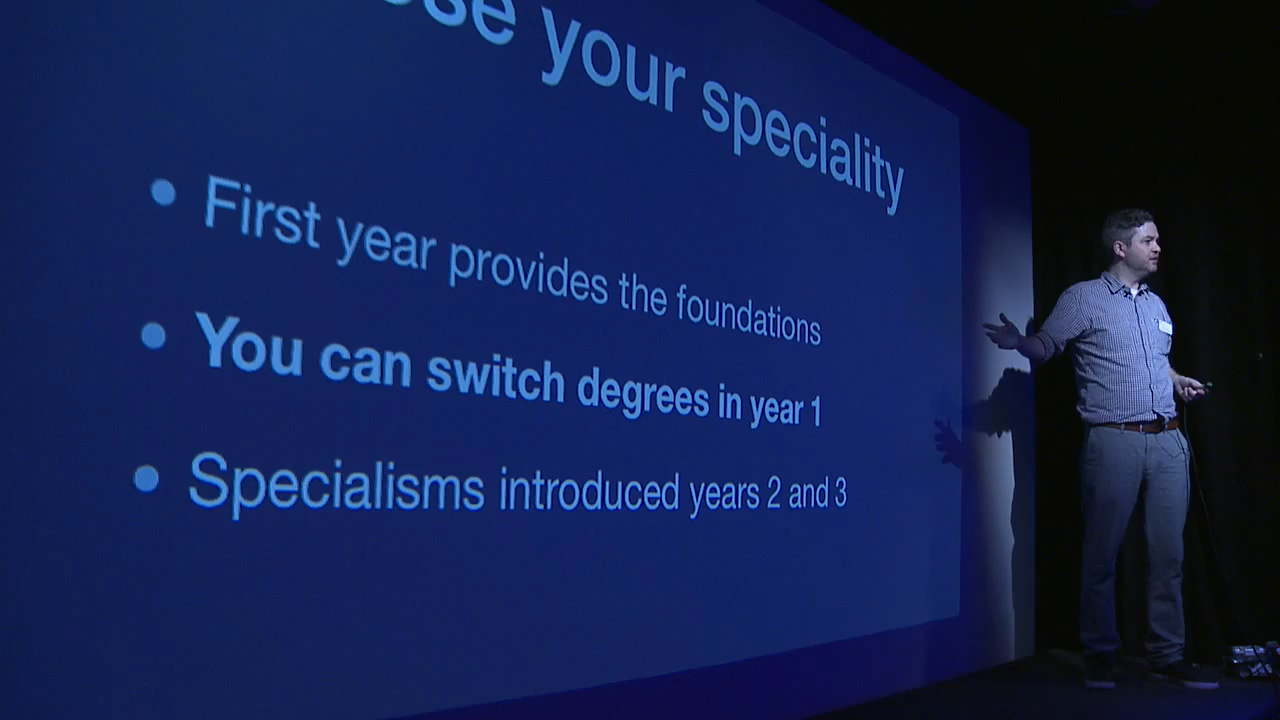 your speciality
• First year provides the foundations
• You can switch degrees in year 1
• Specialisms introduced years 2 and 3